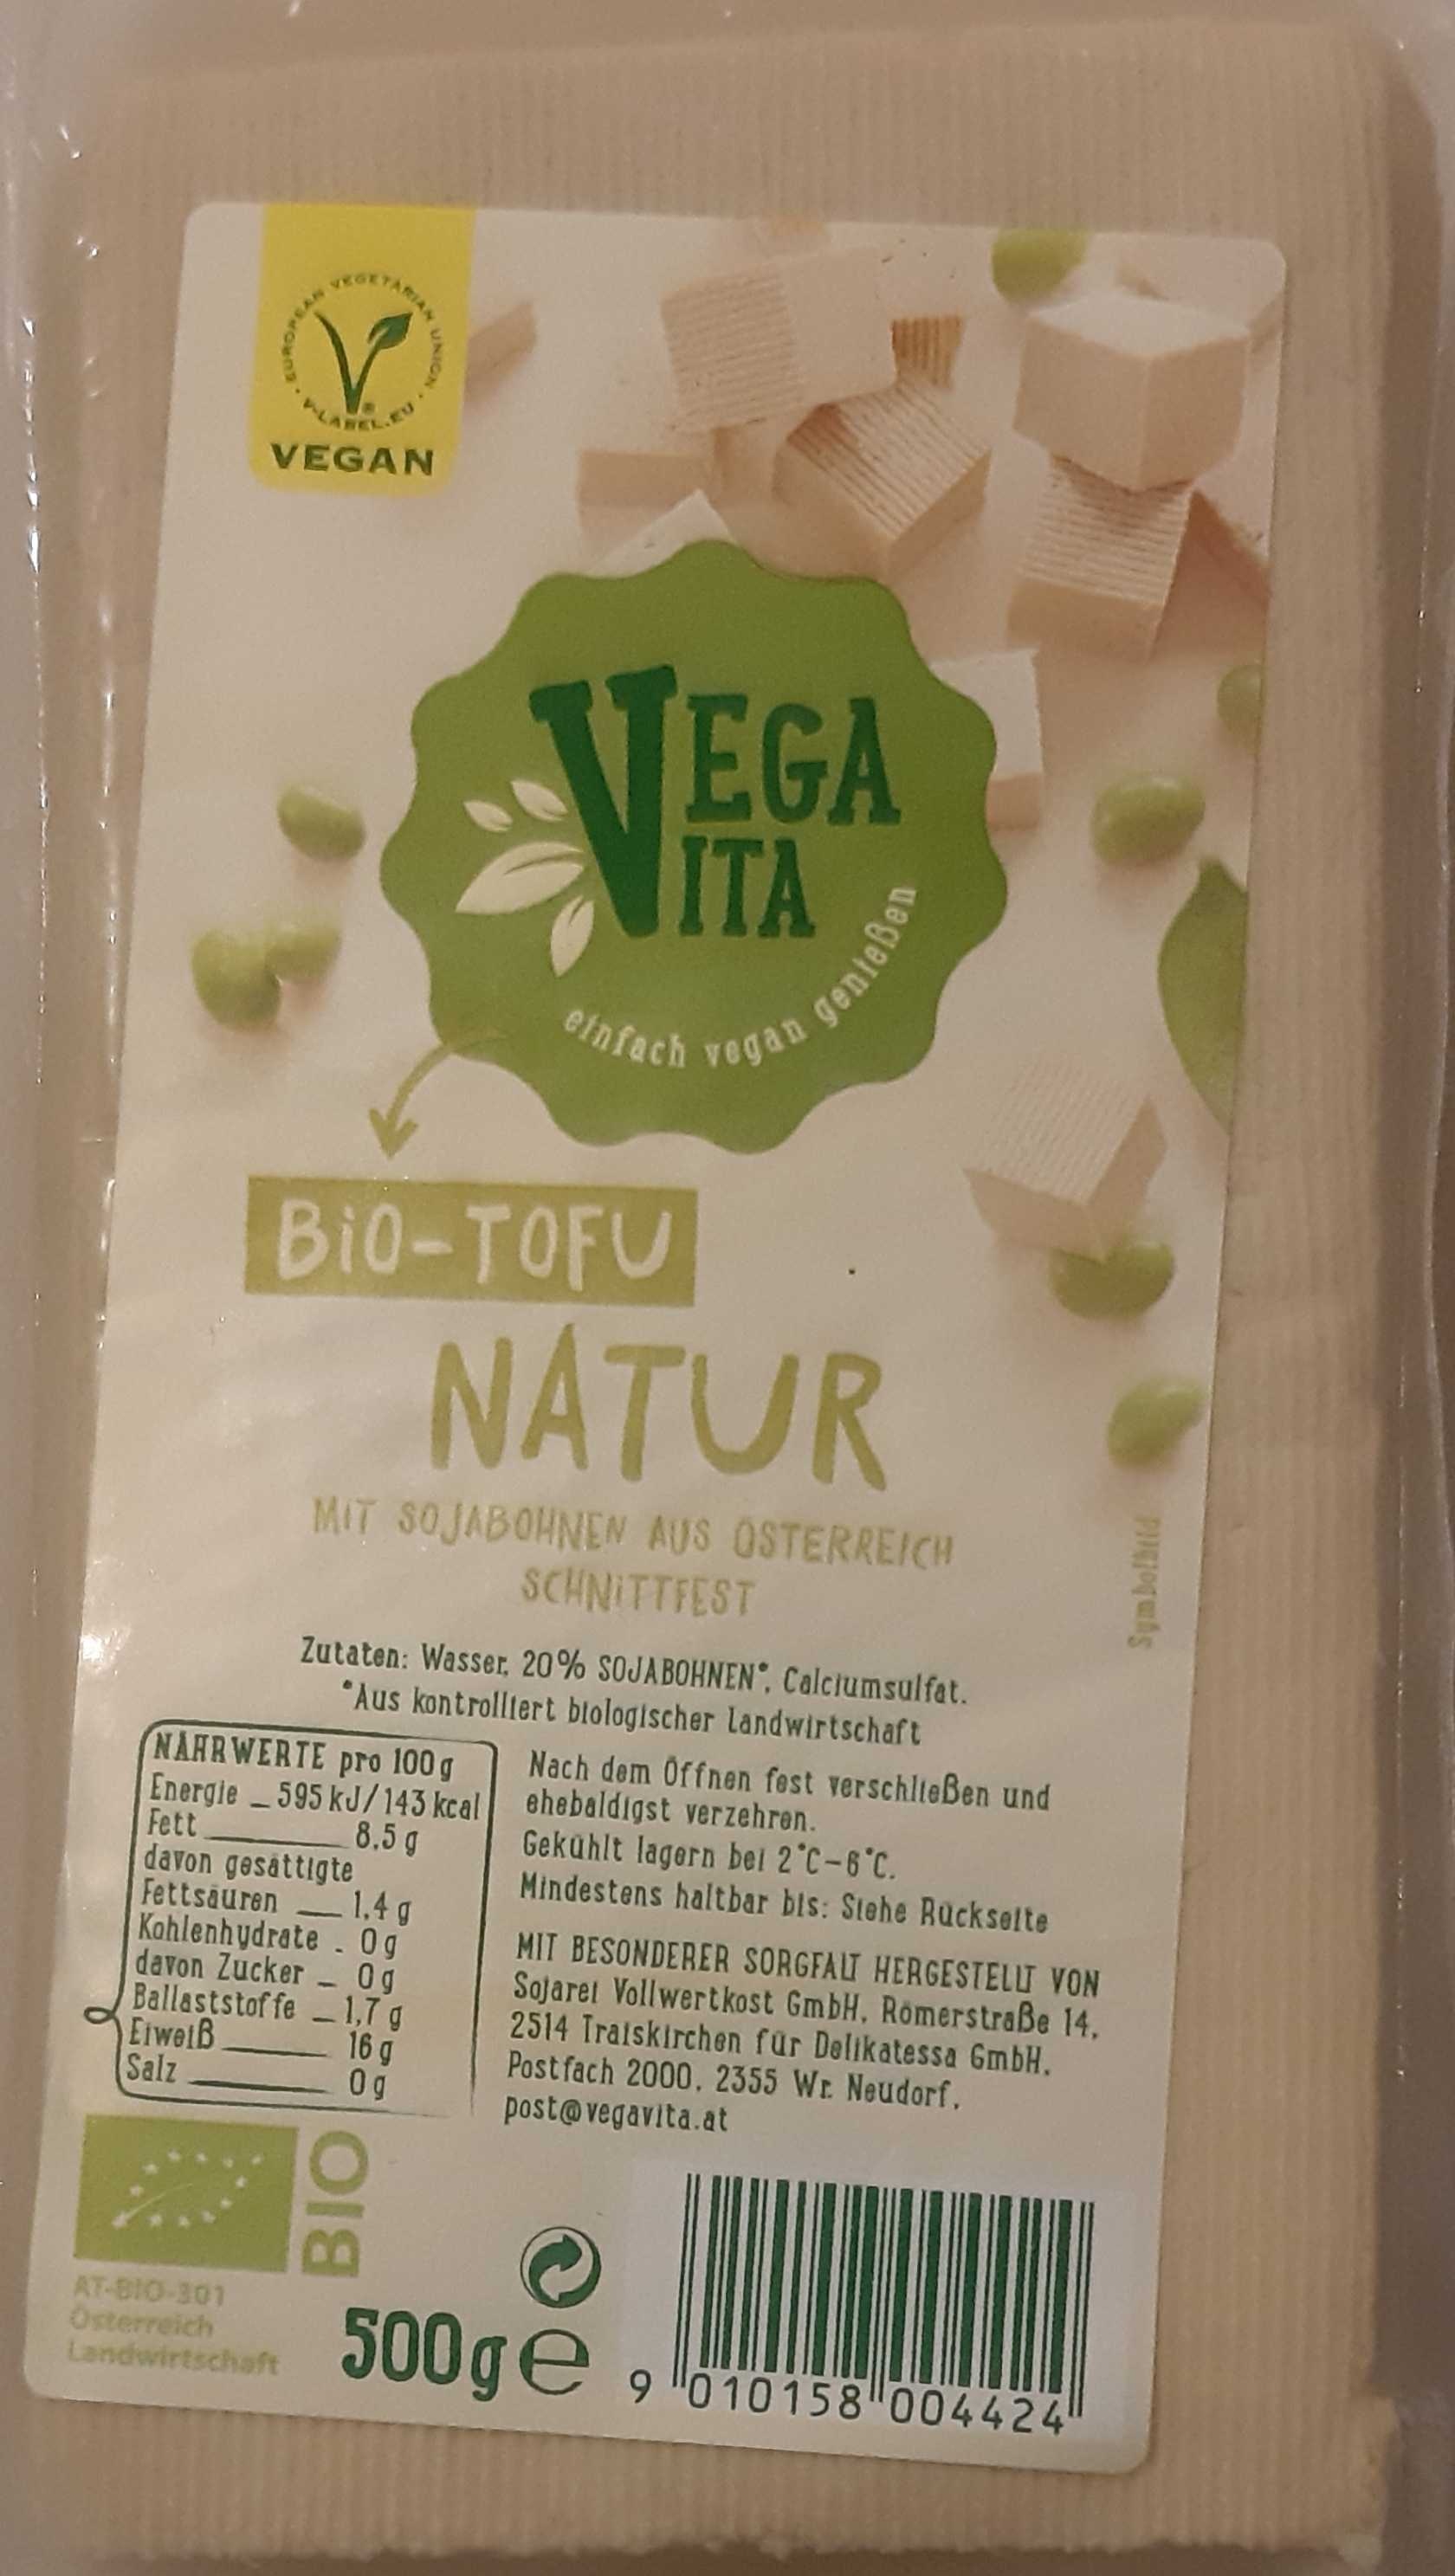 EUROPEAN VEGETARIAN UNION
V-LABEL.EU
VEGAN
VEGA
VITA
einfach vegan genießen
BiO-TOFU
NATUR
MiT SOJABOHNEN AUS ÖSTERREICH
SCHNiTTFEST
Symbolbild
Zutaten: Wasser, 20% SOJABOHNEN*, Calciumsulfat.
*Aus kontrolliert biologischer Landwirtschaft
NÄHRWERTE pro 100 g
Energie _ 595 kJ/143 kcal
Fett 8,5 g
davon gesättigte
Fettsäuren 1,4 g
Kohlenhydrate 0 g
davon Zucker 0 g
Ballaststoffe 1,7 g
Eiweiß 16 g
Salz 0 g
Nach dem Öffnen fest verschließen und
ehebaldigst verzehren.
Gekühlt lagern bei 2°C-6°C.
Mindestens haltbar bis: Siehe Rückseite
MIT BESONDERER SORGFALT HERGESTELLT VON
Sojarei Vollwertkost GmbH, Römerstraße 14,
2514 Traiskirchen für Delikatessa GmbH,
Postfach 2000, 2355 Wr. Neudorf,
post@vegavita.at
BIO
AT-BIO-301
Österreich
Landwirtschaft
500g e
9 010158 004424